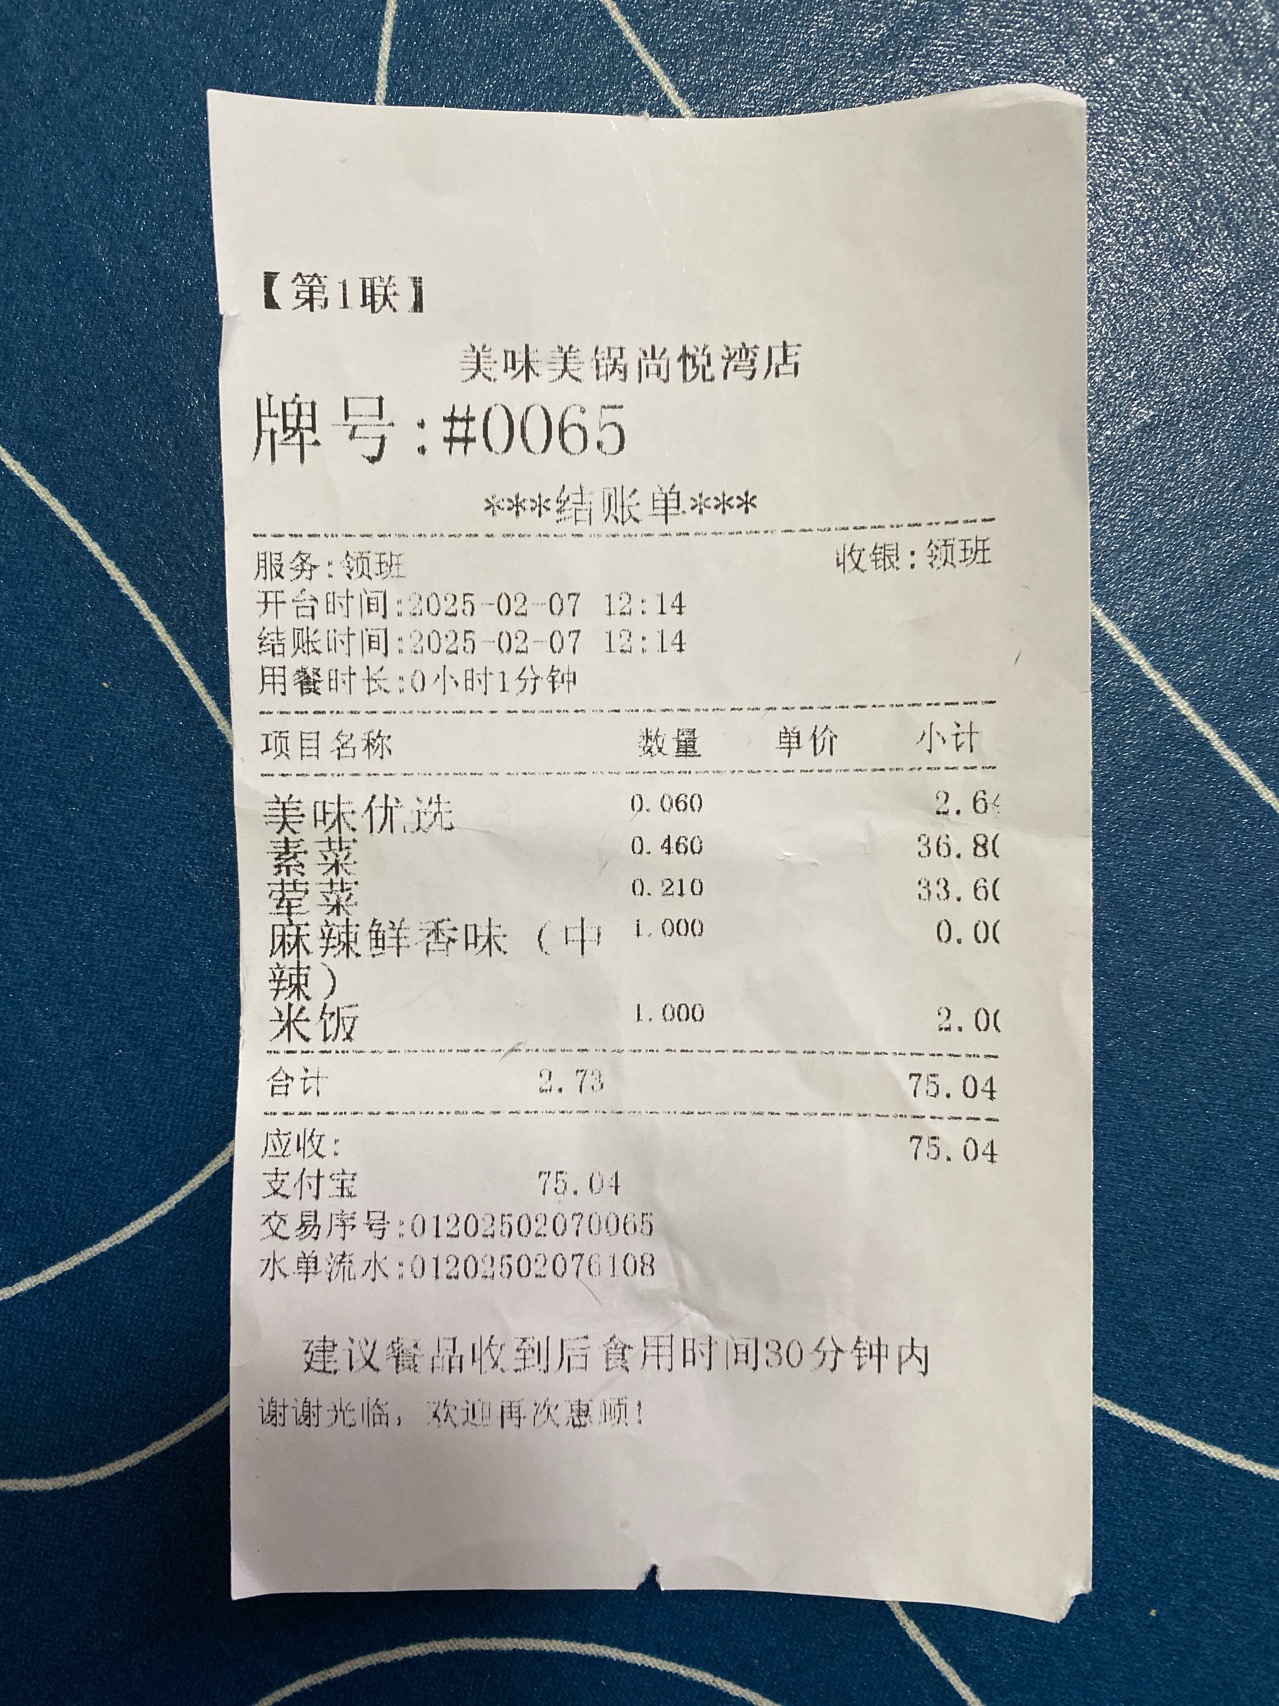 【第1联】
美味美锅尚悦湾店
牌号:#0065
***结账单***
服务:领班 收银:领班
开台时间:2025-02-07 12:14
结账时间:2025-02-07 12:14
用餐时长:0小时1分钟
项目名称 数量 单价 小计
美味优选 0.060 2.64
素菜 0.460 36.80
荤菜 0.210 33.60
麻辣鲜香味（中 1.000 0.00
辣）
米饭 1.000 2.00
合计 2.73 75.04
应收: 75.04
支付宝 75.04
交易序号:01202502070065
水单流水:01202502076108
建议餐品收到后食用时间30分钟内
谢谢光临，欢迎再次惠顾!